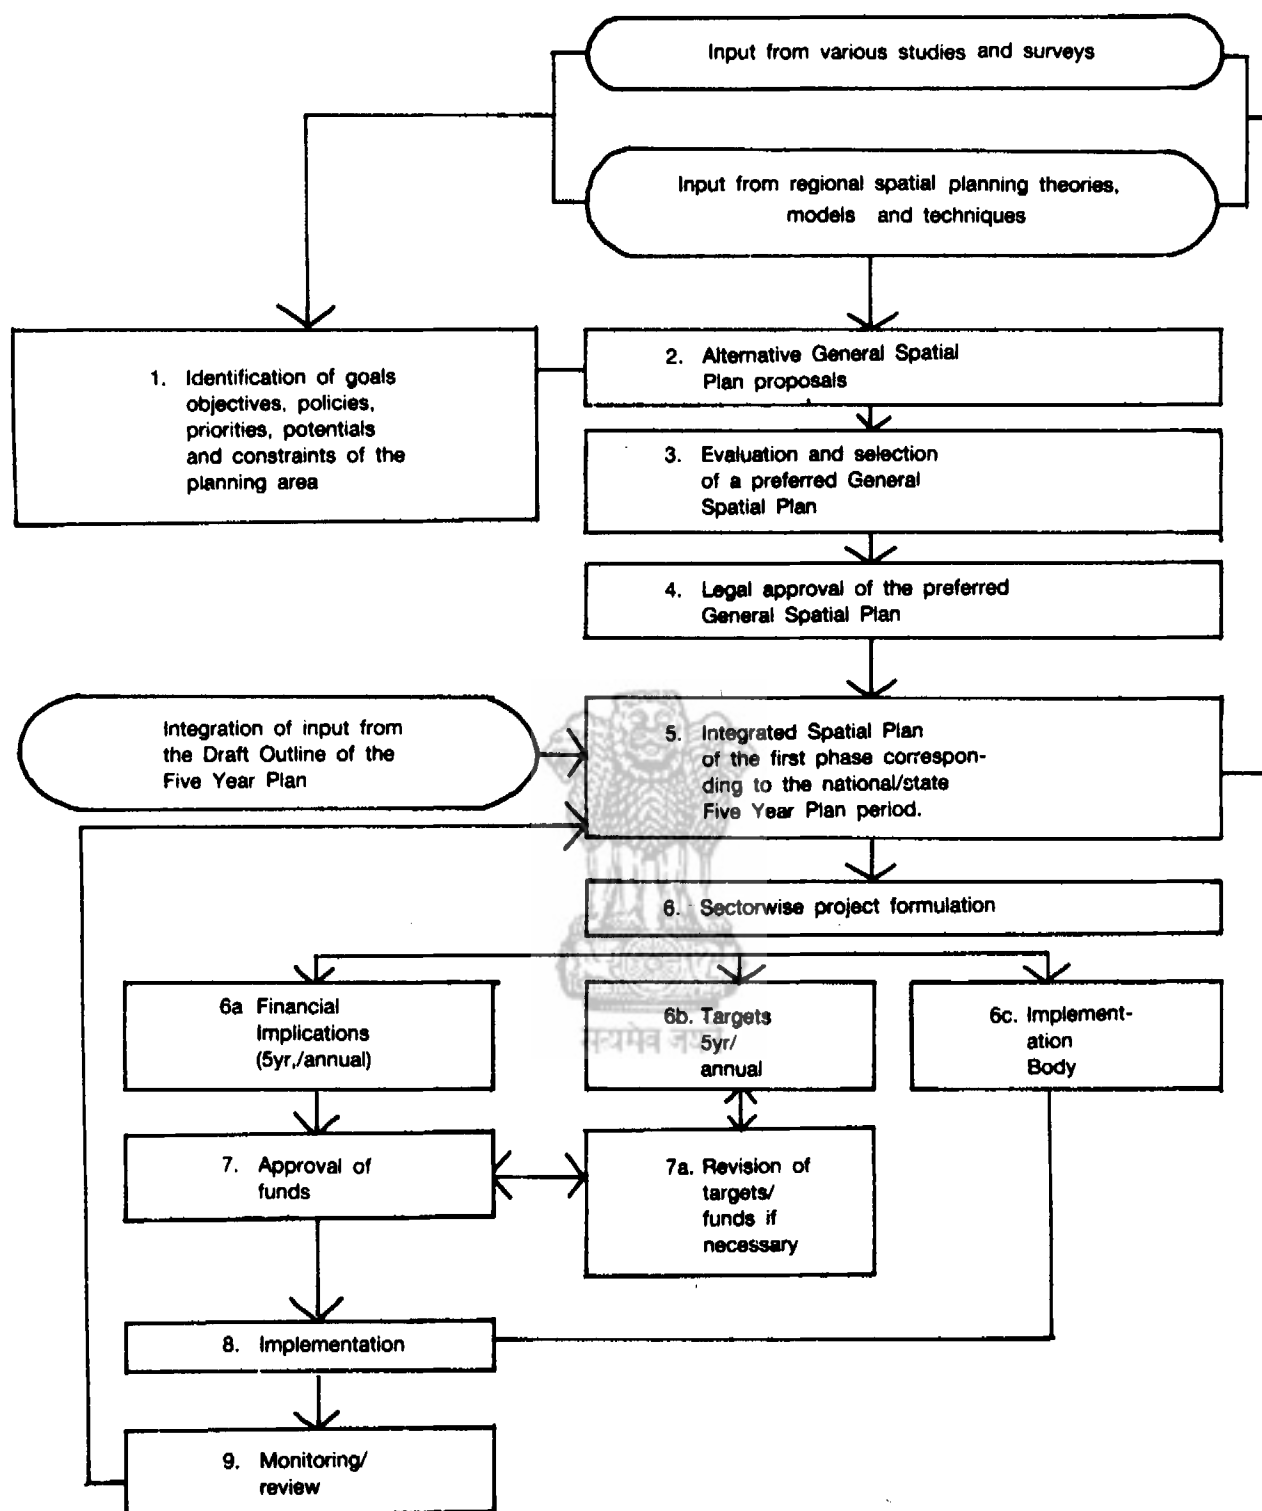 Input from various studies and surveys
Input from regional spatial planning theories,
models and techniques
1. Identification of goals
objectives, policies,
priorities, potentials
and constraints of the
planning area
2. Alternative General Spatial
Plan proposals
3. Evaluation and selection
of a preferred General
Spatial Plan
4. Legal approval of the preferred
General Spatial Plan
Integration of input from
the Draft Outline of the
Five Year Plan
5. Integrated Spatial Plan
of the first phase correspon-
ding to the national/state
Five Year Plan period.
6. Sectorwise project formulation
6a Financial
Implications
(5yr,/annual)
6b. Targets
5yr/
annual
6c. Implement-
ation
Body
सत्यमेव जयते
7. Approval of
funds
7a. Revision of
targets/
funds if
necessary
8. Implementation
9. Monitoring/
review